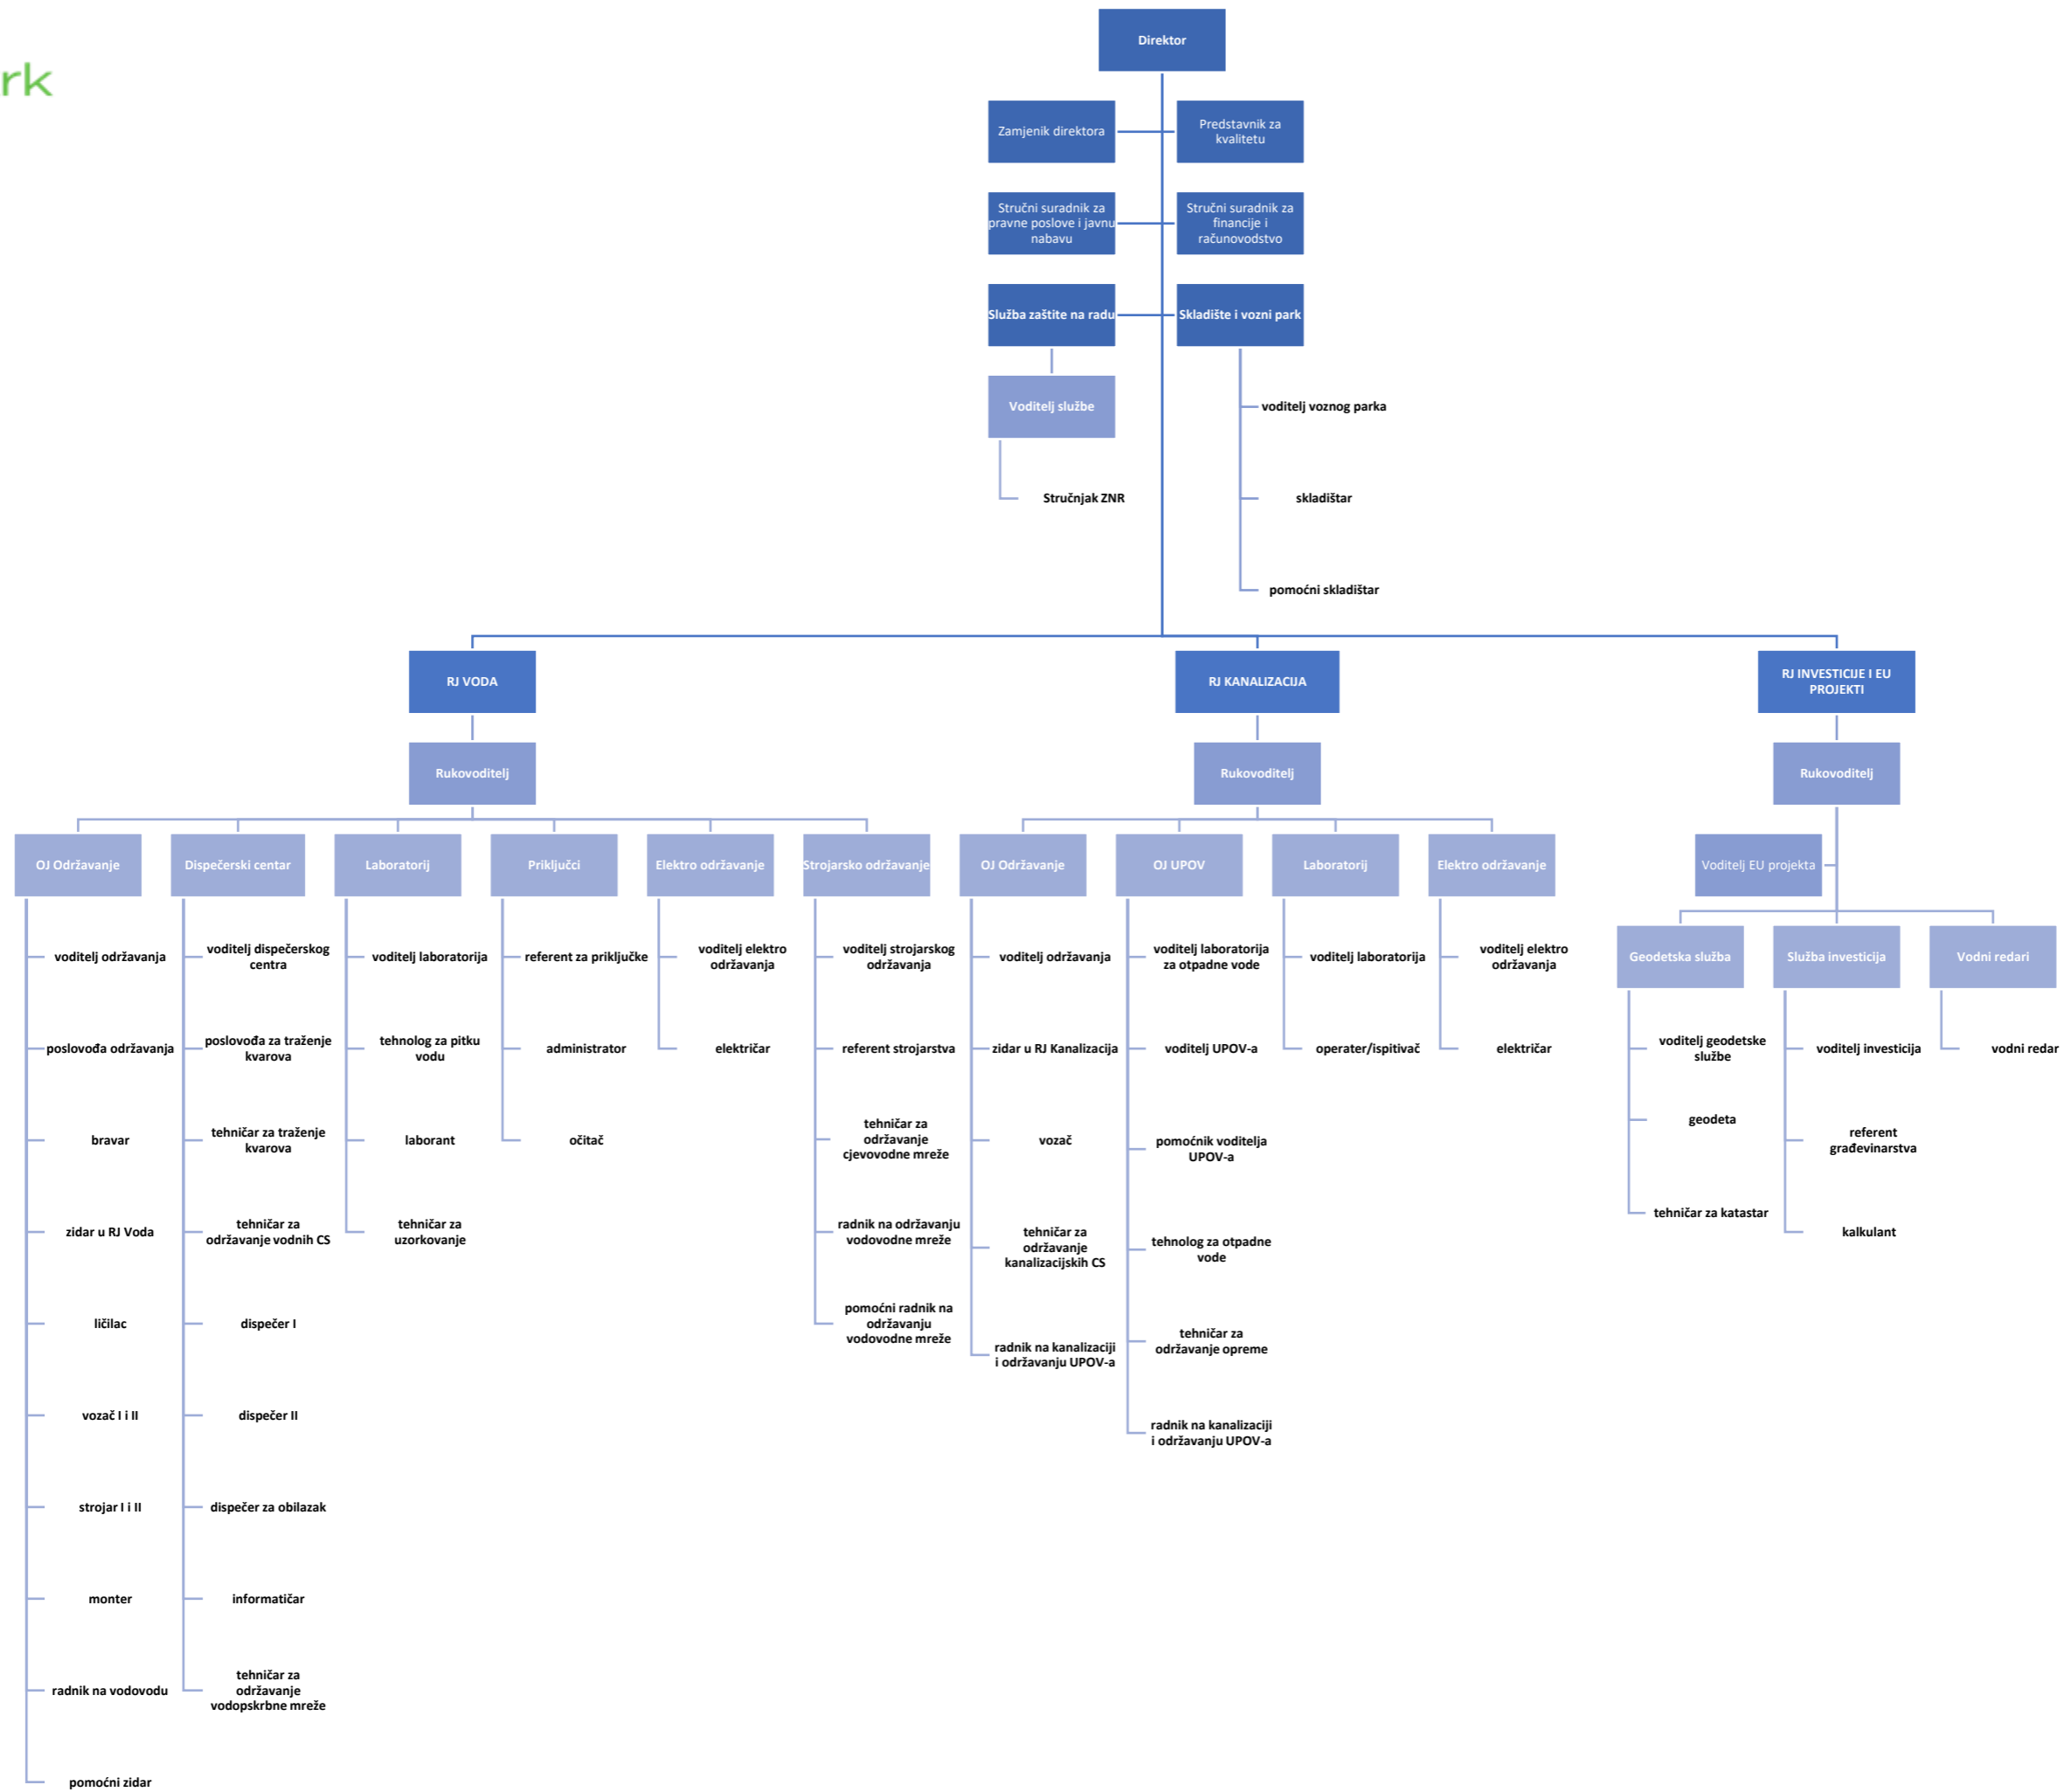 Direktor
rk
Zamjenik direktora
Predstavnik za
kvalitetu
Stručni suradnik za
pravne poslove i javnu
nabavu
Stručni suradnik za
financije i
računovodstvo
Služba zaštite na radu
Skladište i vozni park
Voditelj službe
Stručnjak ZNR
voditelj voznog parka
skladištar
pomoćni skladištar
RJ VODA
RJ KANALIZACIJA
RJ INVESTICIJE I EU
PROJEKTI
Rukovoditelj
Rukovoditelj
Rukovoditelj
OJ Održavanje
Dispečerski centar
Laboratorij
Priključci
Elektro održavanje
Strojarsko održavanje
OJ Održavanje
OJ UPOV
Laboratorij
Elektro održavanje
Voditelj EU projekta
Geodetska služba
Služba investicija
Vodni redari
voditelj održavanja
poslovođa održavanja
bravar
zidar u RJ Voda
ličilac
vozač I i II
strojar I i II
monter
radnik na vodovodu
pomoćni zidar
voditelj dispečerskog
centra
poslovođa za traženje
kvarova
tehničar za traženje
kvarova
tehničar za
održavanje vodnih CS
dispečer I
dispečer II
dispečer za obilazak
informatičar
tehničar za
održavanje
vodopskrbne mreže
voditelj laboratorija
tehnolog za pitku
vodu
laborant
tehničar za
uzorkovanje
referent za priključke
administrator
očitač
voditelj elektro
održavanja
električar
voditelj strojarskog
održavanja
referent strojarstva
tehničar za
održavanje
cjevovodne mreže
radnik na održavanju
vodovodne mreže
pomoćni radnik na
održavanju
vodovodne mreže
voditelj održavanja
zidar u RJ Kanalizacija
vozač
tehničar za
održavanje
kanalizacijskih CS
radnik na kanalizaciji
i održavanju UPOV-a
voditelj laboratorija
za otpadne vode
voditelj UPOV-a
pomoćnik voditelja
UPOV-a
tehnolog za otpadne
vode
tehničar za
održavanje opreme
radnik na kanalizaciji
i održavanju UPOV-a
voditelj laboratorija
operater/ispitivač
voditelj elektro
održavanja
električar
voditelj geodetske
službe
geodeta
tehničar za katastar
voditelj investicija
referent
građevinarstva
kalkulant
vodni redar